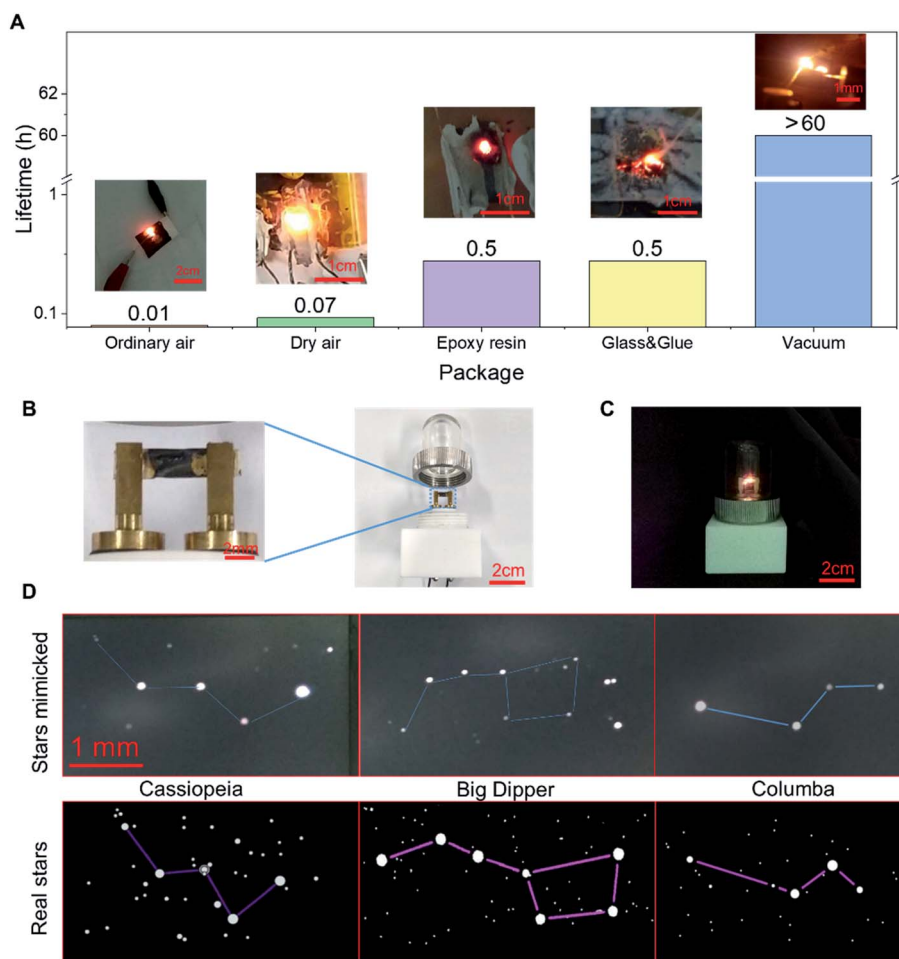 A
Lifetime (h)
62
60
1
0.1
2cm
0.01
1cm
0.07
1cm
0.5
1cm
0.5
1mm
>60
Ordinary air
Dry air
Epoxy resin
Glass&Glue
Vacuum
Package
B
2mm
2cm
C
2cm
D
Stars mimicked
1 mm
Cassiopeia
Big Dipper
Columba
Real stars